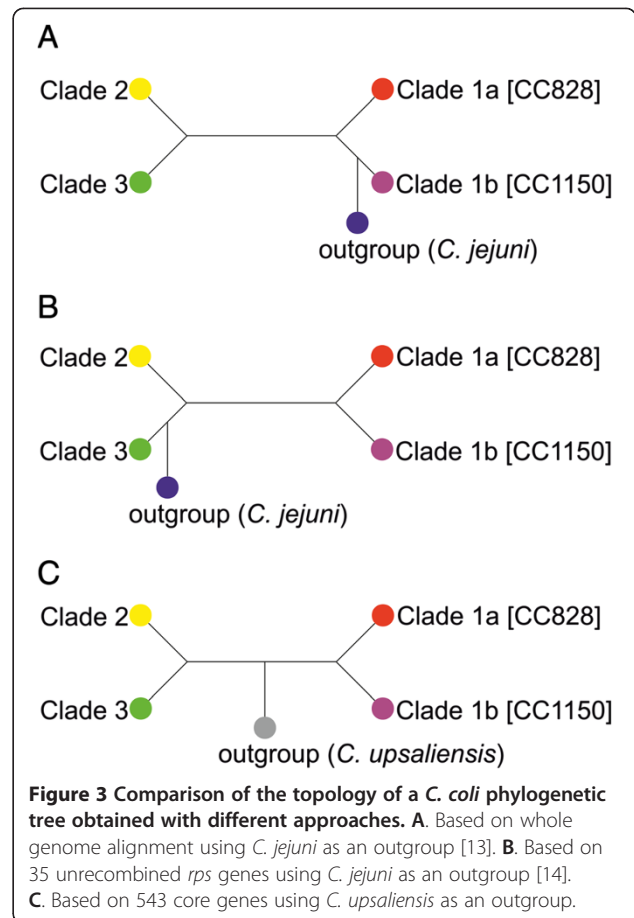 A
Clade 2
Clade 1a [CC828]
Clade 3
Clade 1b [CC1150]
outgroup (C. jejuni)
B
Clade 2
Clade 1a [CC828]
Clade 3
Clade 1b [CC1150]
outgroup (C. jejuni)
C
Clade 2
Clade 1a [CC828]
Clade 3
Clade 1b [CC1150]
outgroup (C. upsaliensis)
Figure 3 Comparison of the topology of a C. coli phylogenetic
tree obtained with different approaches. A. Based on whole
genome alignment using C. jejuni as an outgroup [13]. B. Based on
35 unrecombined rps genes using C. jejuni as an outgroup [14].
C. Based on 543 core genes using C. upsaliensis as an outgroup.